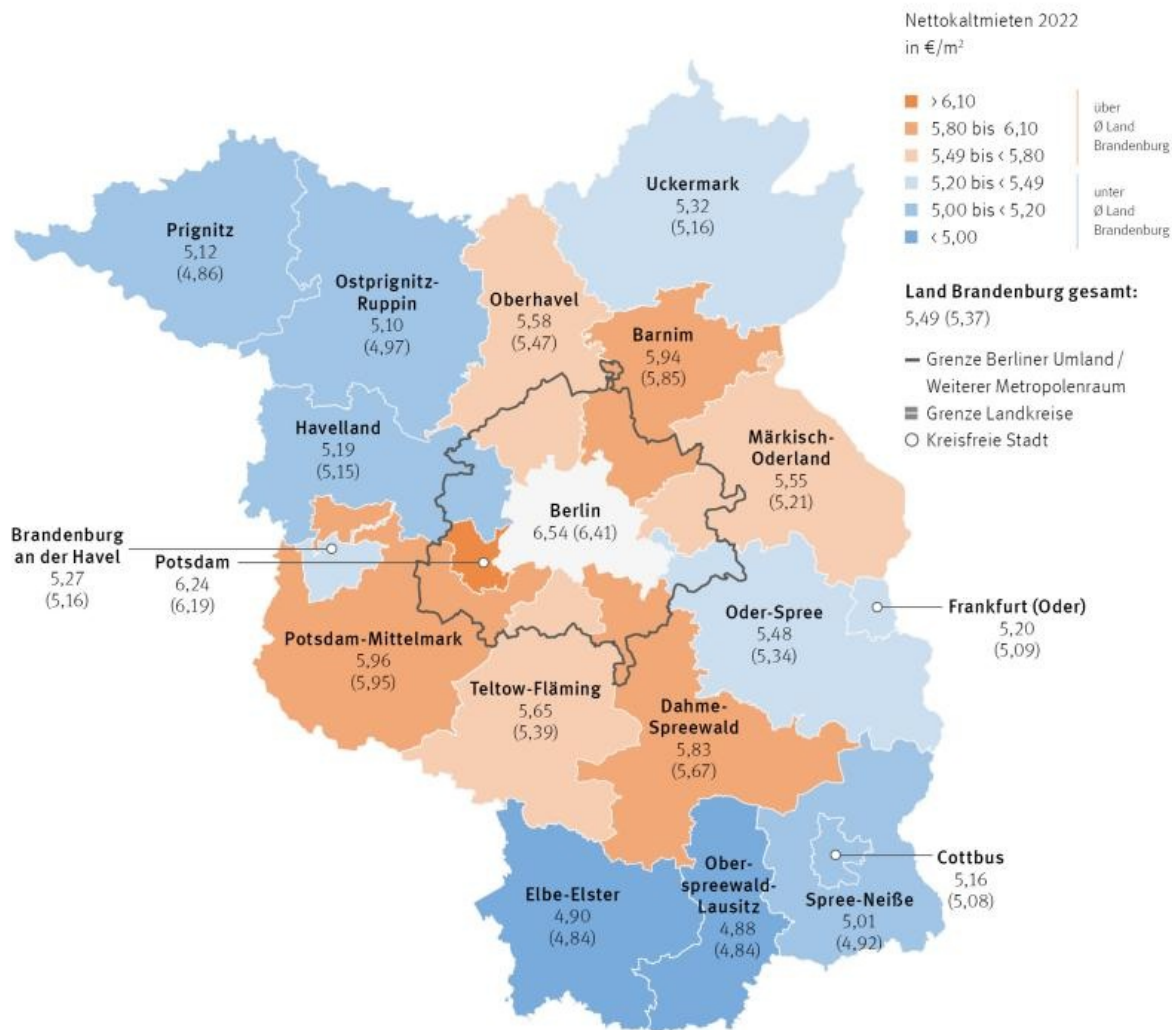 Nettokaltmieten 2022
in €/m²
> 6,10
5,80 bis 6,10
5,49 bis < 5,80
5,20 bis < 5,49
5,00 bis < 5,20
< 5,00
über
Ø Land
Brandenburg
unter
Ø Land
Brandenburg
Land Brandenburg gesamt:
5,49 (5,37)
Grenze Berliner Umland /
Weiterer Metropolenraum
Grenze Landkreise
Kreisfreie Stadt
Uckermark
5,32
(5,16)
Prignitz
5,12
(4,86)
Ostprignitz-
Ruppin
5,10
(4,97)
Oberhavel
5,58
(5,47)
Barnim
5,94
(5,85)
Havelland
5,19
(5,15)
Märkisch-
Oderland
5,55
(5,21)
Berlin
6,54 (6,41)
Brandenburg
an der Havel
5,27
(5,16)
Potsdam
6,24
(6,19)
Potsdam-Mittelmark
5,96
(5,95)
Oder-Spree
5,48
(5,34)
Frankfurt (Oder)
5,20
(5,09)
Teltow-Fläming
5,65
(5,39)
Dahme-
Spreewald
5,83
(5,67)
Elbe-Elster
4,90
(4,84)
Ober-
spreewald-
Lausitz
4,88
(4,84)
Spree-Neiße
5,01
(4,92)
Cottbus
5,16
(5,08)